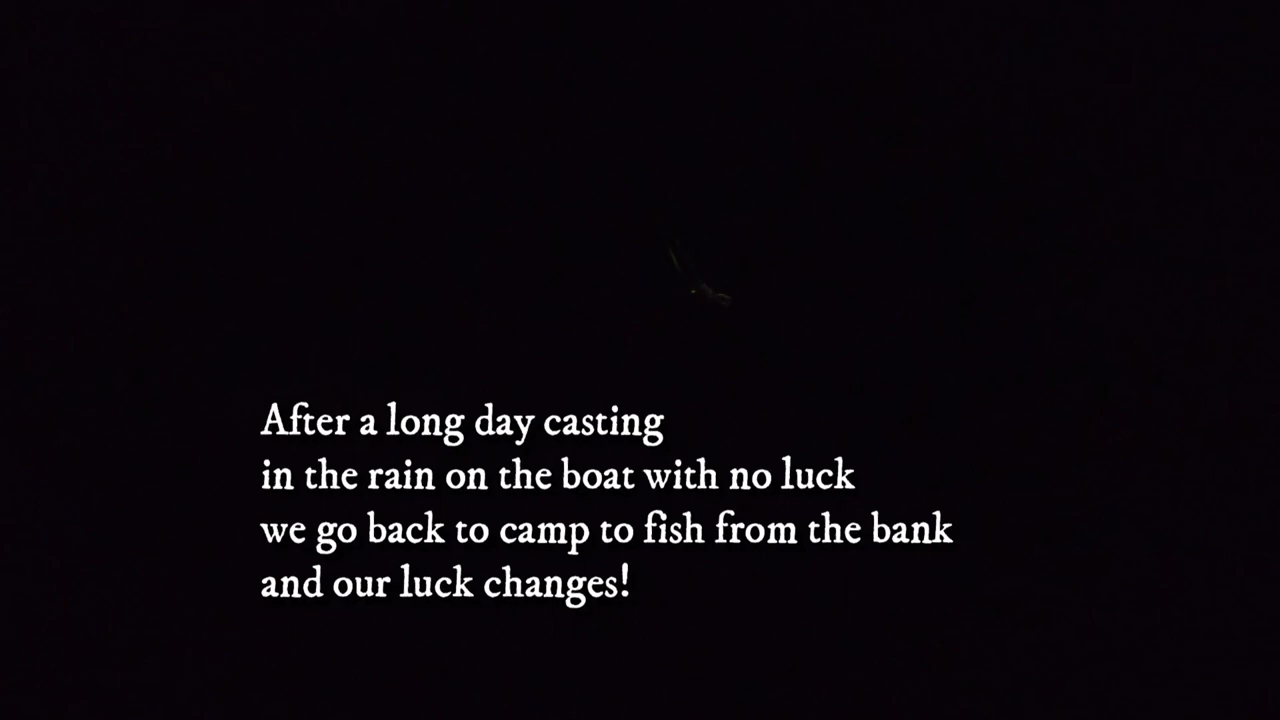 After a long day casting
in the rain on the boat with no luck
we go back to camp to fish from the bank
and our luck changes!